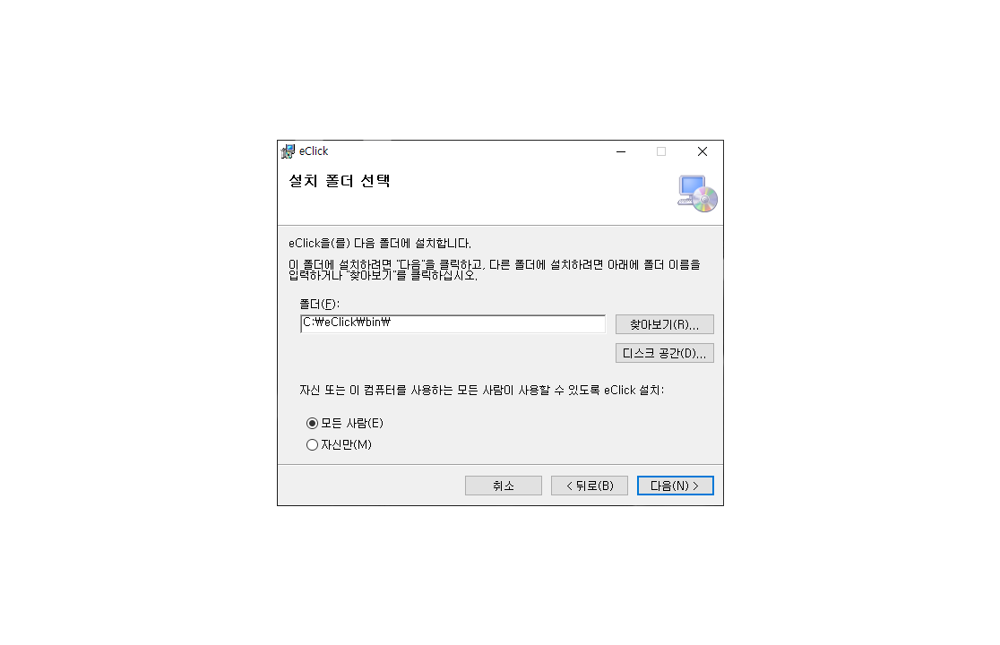 eClick
설치 폴더 선택
eClick을(를) 다음 폴더에 설치합니다.
이 폴더에 설치하려면 "다음"을 클릭하고, 다른 폴더에 설치하려면 아래에 폴더 이름을
입력하거나 "찾아보기"를 클릭하십시오.
폴더(F):
C:₩eClick₩bin₩
찾아보기(R)...
디스크 공간(D)...
자신 또는 이 컴퓨터를 사용하는 모든 사람이 사용할 수 있도록 eClick 설치:
모든 사람(E)
자신만(M)
취소
< 뒤로(B)
다음(N) >